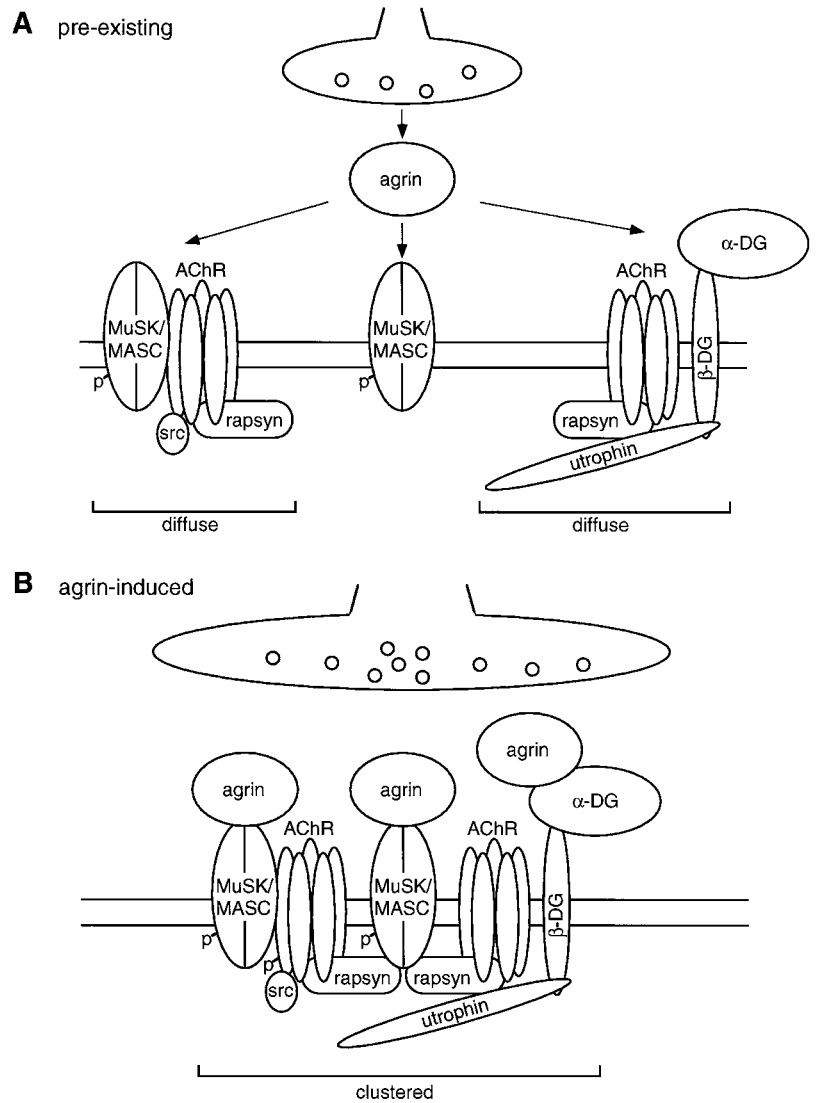 A pre-existing
agrin
α-DG
AChR
AChR
MuSK/
MASC
MuSK/
MASC
β-DG
p
p
rapsyn
rapsyn
src
utrophin
diffuse
diffuse
B agrin-induced
agrin
agrin
agrin
α-DG
AChR
AChR
MuSK/
MASC
MuSK/
MASC
β-DG
p
p
p
rapsyn
rapsyn
src
utrophin
clustered